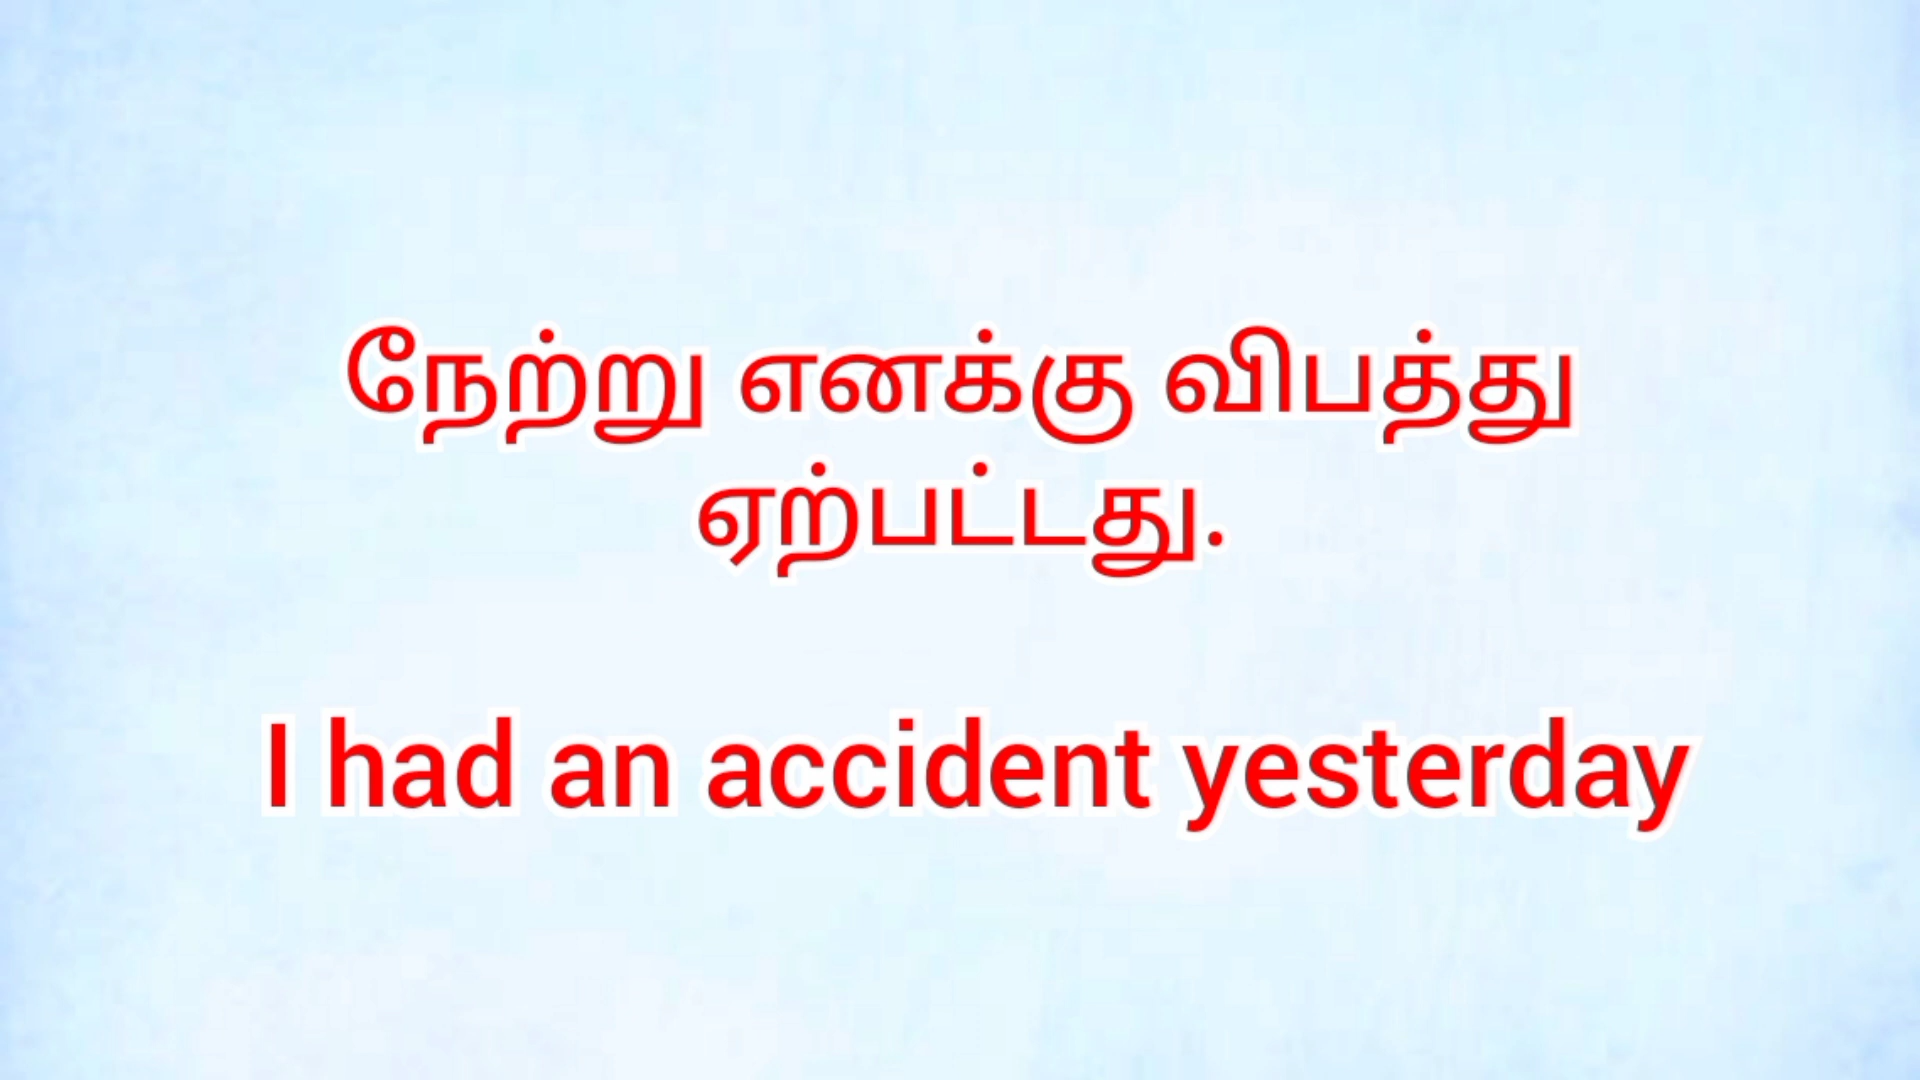 நேற்று எனக்கு விபத்து
ஏற்பட்டது.
I had an accident yesterday